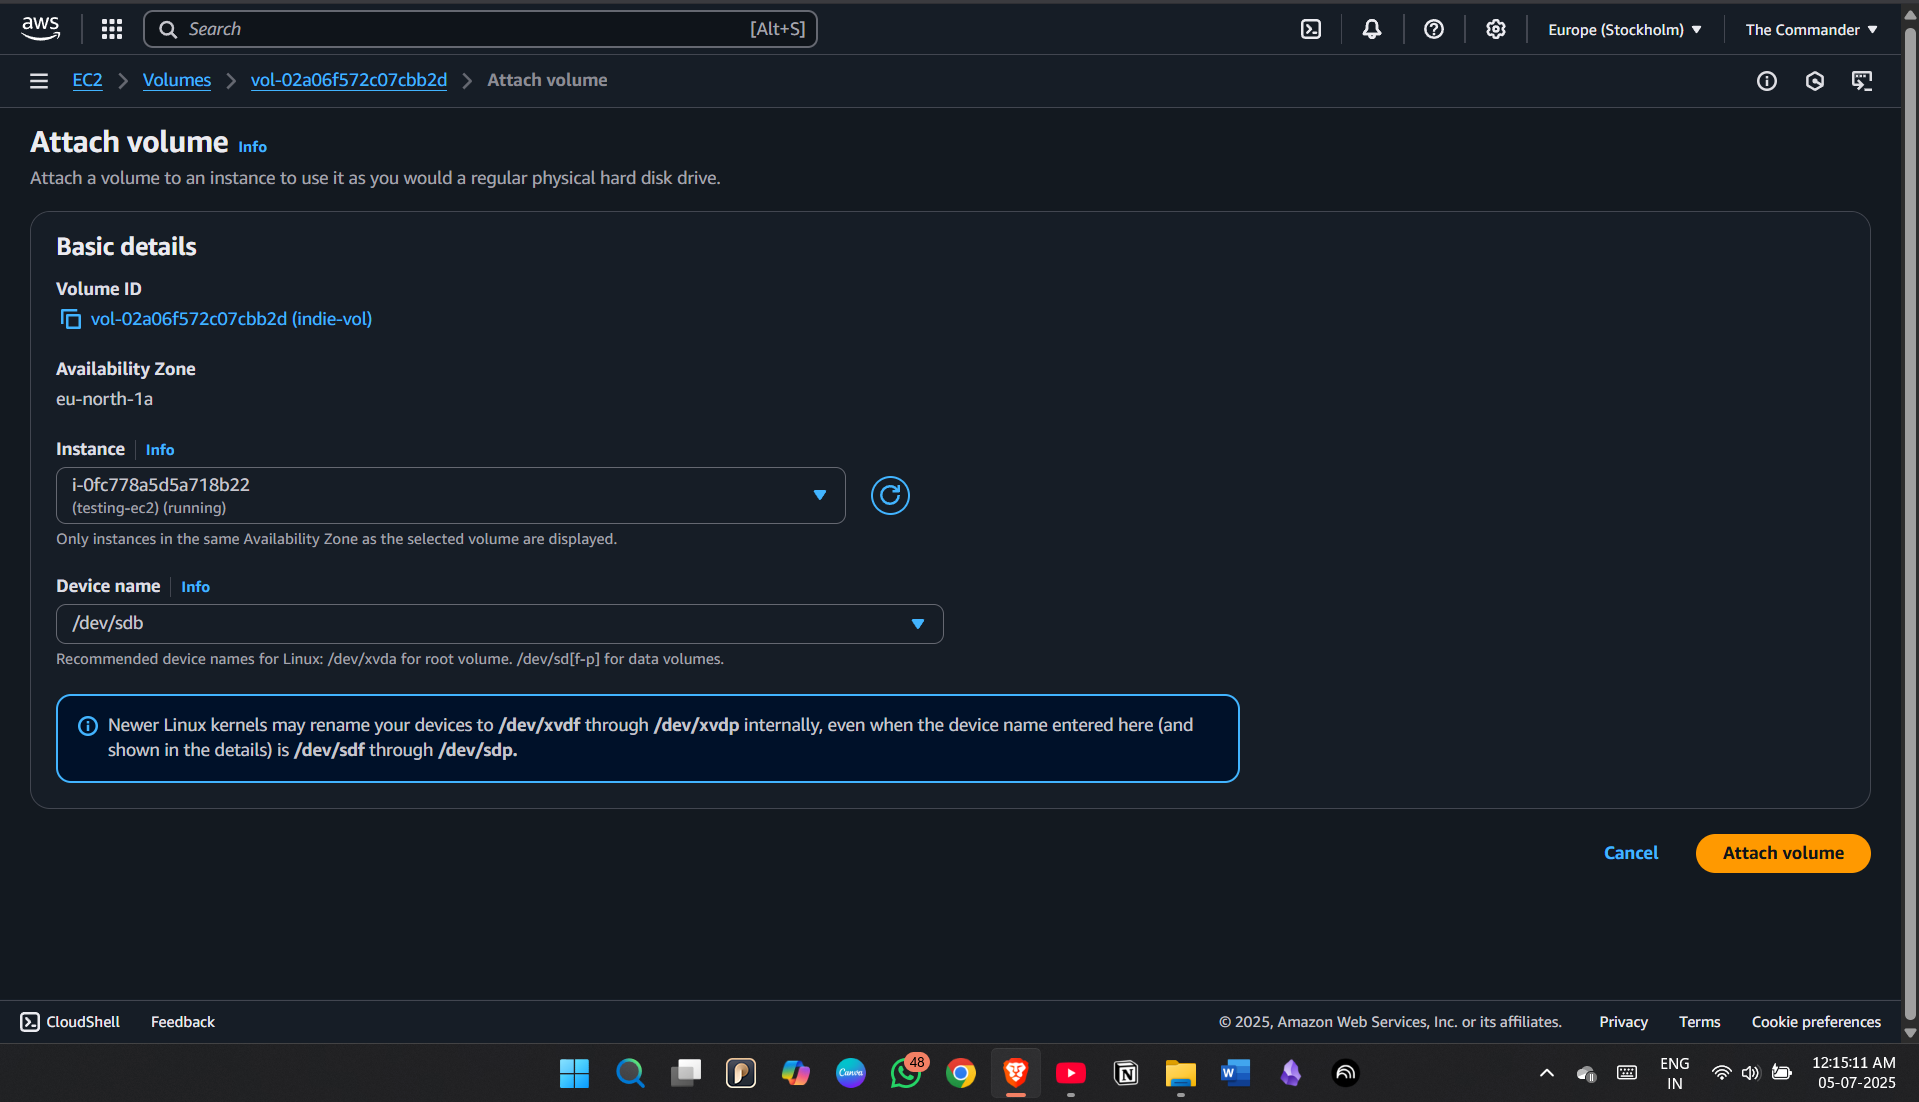 aws
Search
[Alt+S]
Europe (Stockholm)
The Commander
EC2
Volumes
vol-02a06f572c07cbb2d
Attach volume
Attach volume Info
Attach a volume to an instance to use it as you would a regular physical hard disk drive.
Basic details
Volume ID
vol-02a06f572c07cbb2d (indie-vol)
Availability Zone
eu-north-1a
Instance Info
i-0fc778a5d5a718b22
(testing-ec2) (running)
Only instances in the same Availability Zone as the selected volume are displayed.
Device name Info
/dev/sdb
Recommended device names for Linux: /dev/xvda for root volume. /dev/sd[f-p] for data volumes.
Newer Linux kernels may rename your devices to /dev/xvdf through /dev/xvdp internally, even when the device name entered here (and
shown in the details) is /dev/sdf through /dev/sdp.
Cancel
Attach volume
CloudShell
Feedback
© 2025, Amazon Web Services, Inc. or its affiliates.
Privacy
Terms
Cookie preferences
Canva
48
W
ENG
IN
12:15:11 AM
05-07-2025